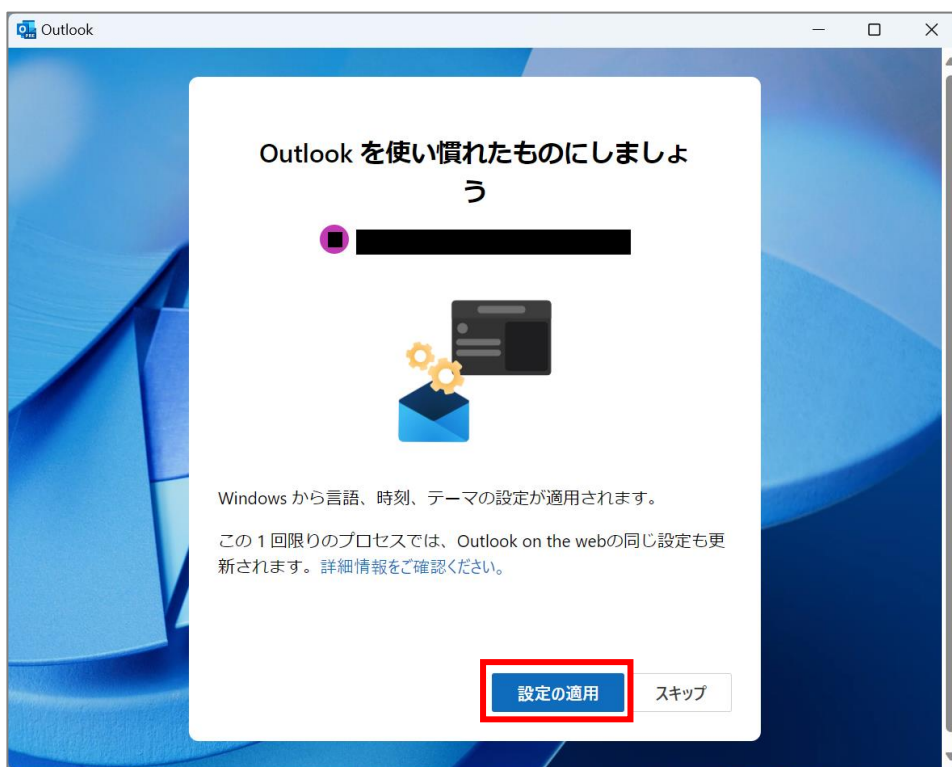 Outlook
Outlook を使い慣れたものにしましょ
う
Windows から言語、時刻、テーマの設定が適用されます。
この 1 回限りのプロセスでは、Outlook on the webの同じ設定も更
新されます。詳細情報をご確認ください。
設定の適用 スキップ